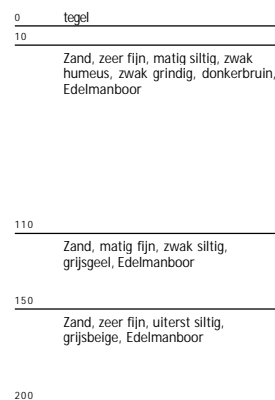 0 tegel
10
Zand, zeer fijn, matig siltig, zwak
humeus, zwak grindig, donkerbruin,
Edelmanboor
110
Zand, matig fijn, zwak siltig,
grijsgeel, Edelmanboor
150
Zand, zeer fijn, uiterst siltig,
grijsbeige, Edelmanboor
200